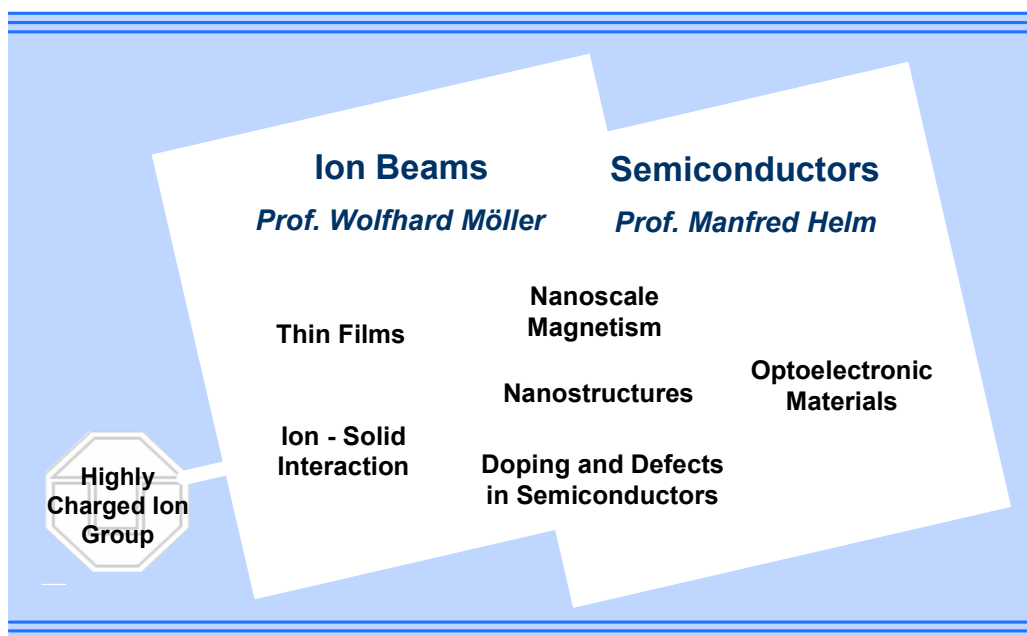 Ion Beams
Prof. Wolfhard Möller
Semiconductors
Prof. Manfred Helm
Thin Films
Nanoscale
Magnetism
Nanostructures
Optoelectronic
Materials
Ion - Solid
Interaction
Doping and Defects
in Semiconductors
Highly
Charged Ion
Group